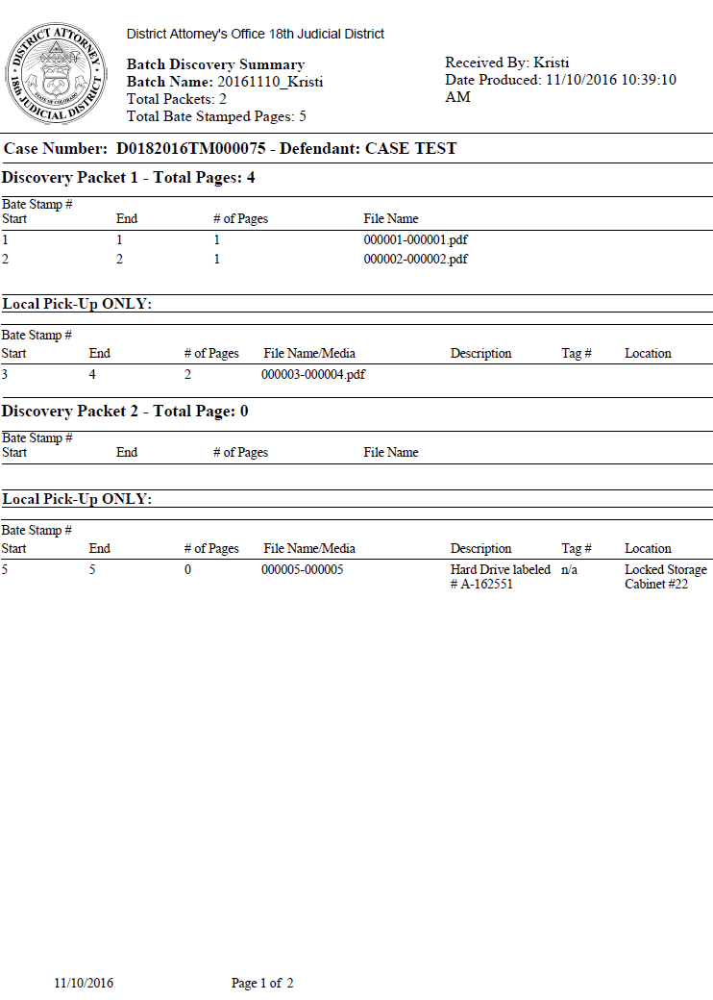 DISTRICT ATTORNEY
18th JUDICIAL DISTRICT
STATE OF COLORADO
District Attorney's Office 18th Judicial District
Batch Discovery Summary
Batch Name: 20161110_Kristi
Total Packets: 2
Total Bate Stamped Pages: 5
Received By: Kristi
Date Produced: 11/10/2016 10:39:10
AM
Case Number: D0182016TM000075 - Defendant: CASE TEST
Discovery Packet 1 - Total Pages: 4
Bate Stamp #
Start End # of Pages File Name
1 1 1 000001-000001.pdf
2 2 1 000002-000002.pdf
Local Pick-Up ONLY:
Bate Stamp #
Start End # of Pages File Name/Media Description Tag # Location
3 4 2 000003-000004.pdf
Discovery Packet 2 - Total Page: 0
Bate Stamp #
Start End # of Pages File Name
Local Pick-Up ONLY:
Bate Stamp #
Start End # of Pages File Name/Media Description Tag # Location
5 5 0 000005-000005 Hard Drive labeled n/a Locked Storage
# A-162551 Cabinet #22
11/10/2016 Page 1 of 2